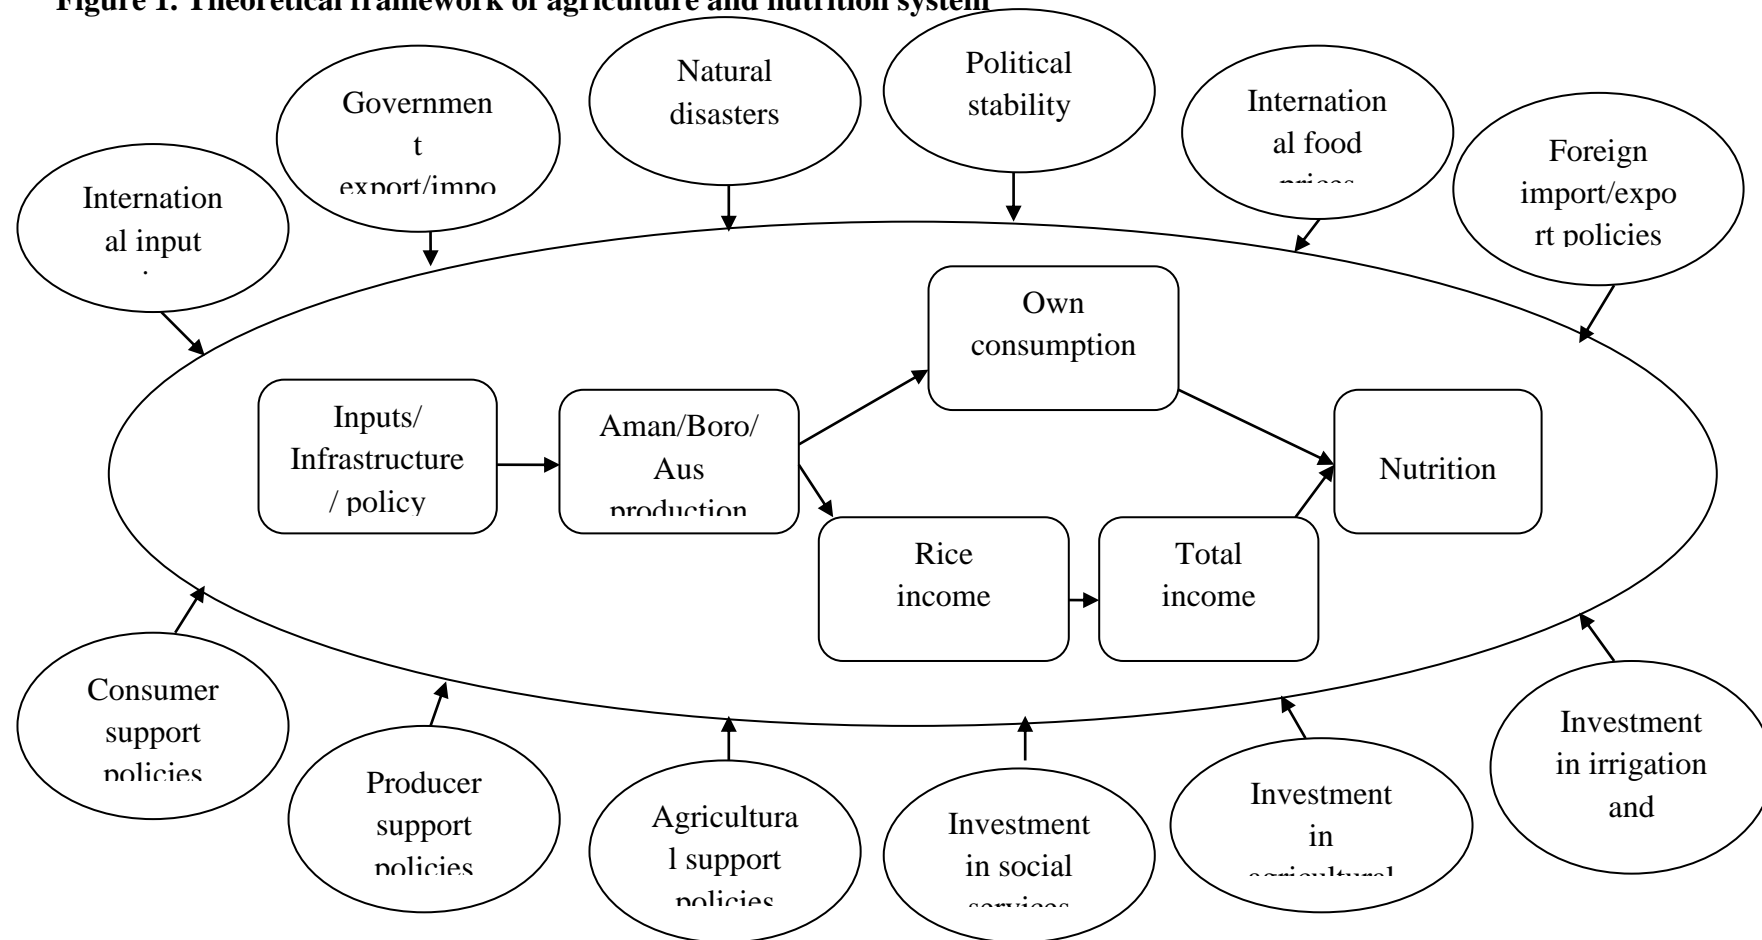 Figure 1. Theoretical framework of agriculture and nutrition system
Natural
disasters
Political
stability
Governmen
t
export/impo
Internation
al food
prices
Foreign
import/expo
rt policies
Internation
al input
Own
consumption
Inputs/
Infrastructure
/ policy
Aman/Boro/
Aus
production
Nutrition
Rice
income
Total
income
Consumer
support
policies
Producer
support
policies
Agricultura
l support
policies
Investment
in social
services
Investment
in
agricultural
Investment
in irrigation
and